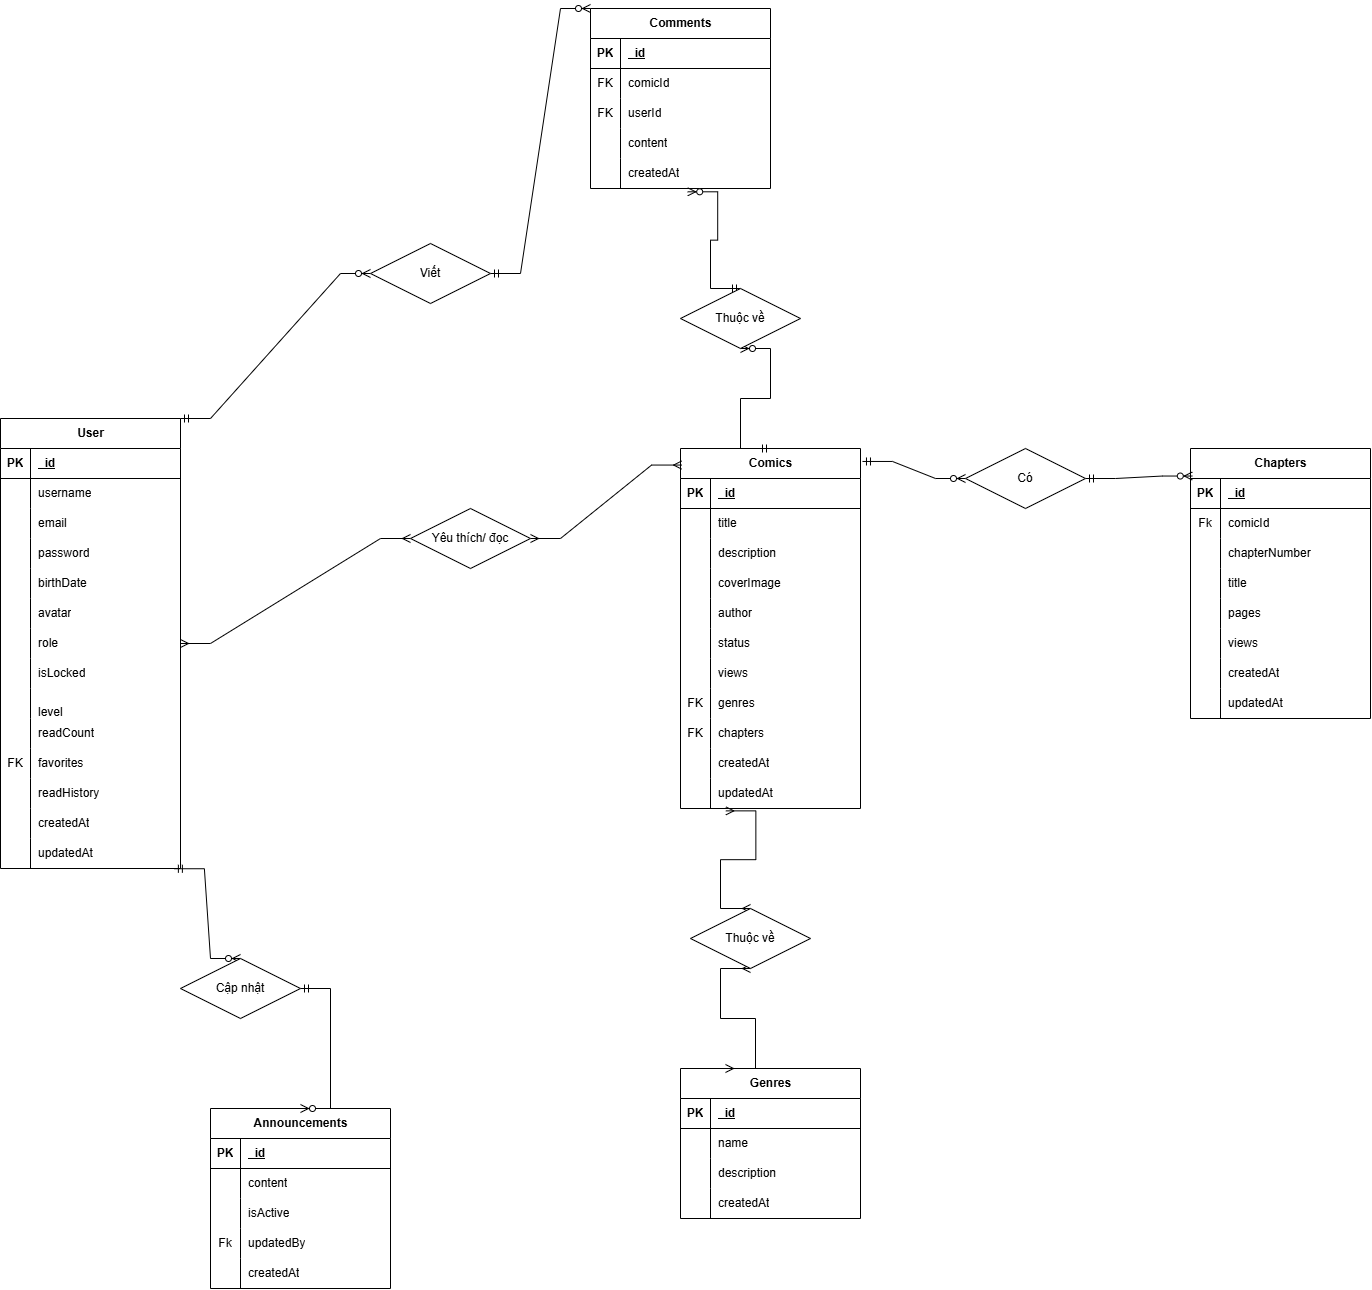 Comments
PK _id
FK comicId
FK userId
content
createdAt
Viết
Thuộc về
User
PK _id
username
email
password
birthDate
avatar
role
isLocked
level
readCount
FK favorites
readHistory
createdAt
updatedAt
Yêu thích/ đọc
Comics
PK _id
title
description
coverImage
author
status
views
FK genres
FK chapters
createdAt
updatedAt
Có
Chapters
PK _id
Fk comicId
chapterNumber
title
pages
views
createdAt
updatedAt
Thuộc về
Cập nhật
Genres
PK _id
name
description
createdAt
Announcements
PK _id
content
isActive
Fk updatedBy
createdAt